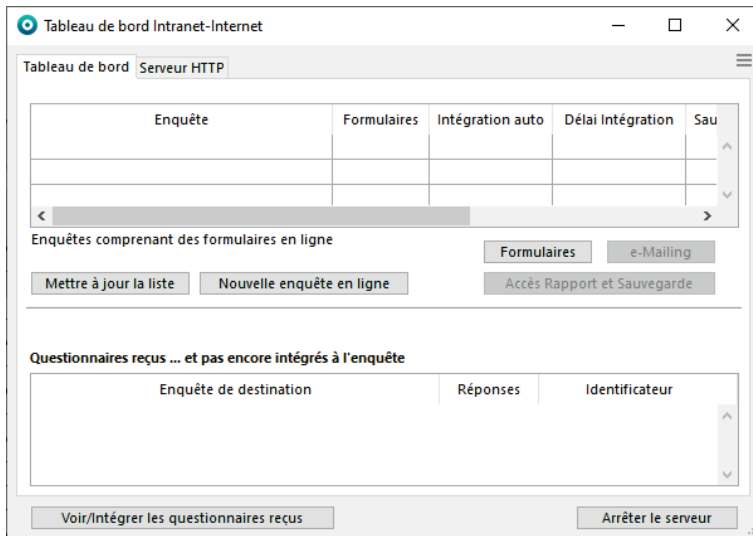 Tableau de bord Intranet-Internet
Tableau de bord Serveur HTTP
Enquête Formulaires Intégration auto Délai Intégration Sau
Enquêtes comprenant des formulaires en ligne
Formulaires e-Mailing
Mettre à jour la liste Nouvelle enquête en ligne Accès Rapport et Sauvegarde
Questionnaires reçus ... et pas encore intégrés à l'enquête
Enquête de destination Réponses Identificateur
Voir/Intégrer les questionnaires reçus Arrêter le serveur